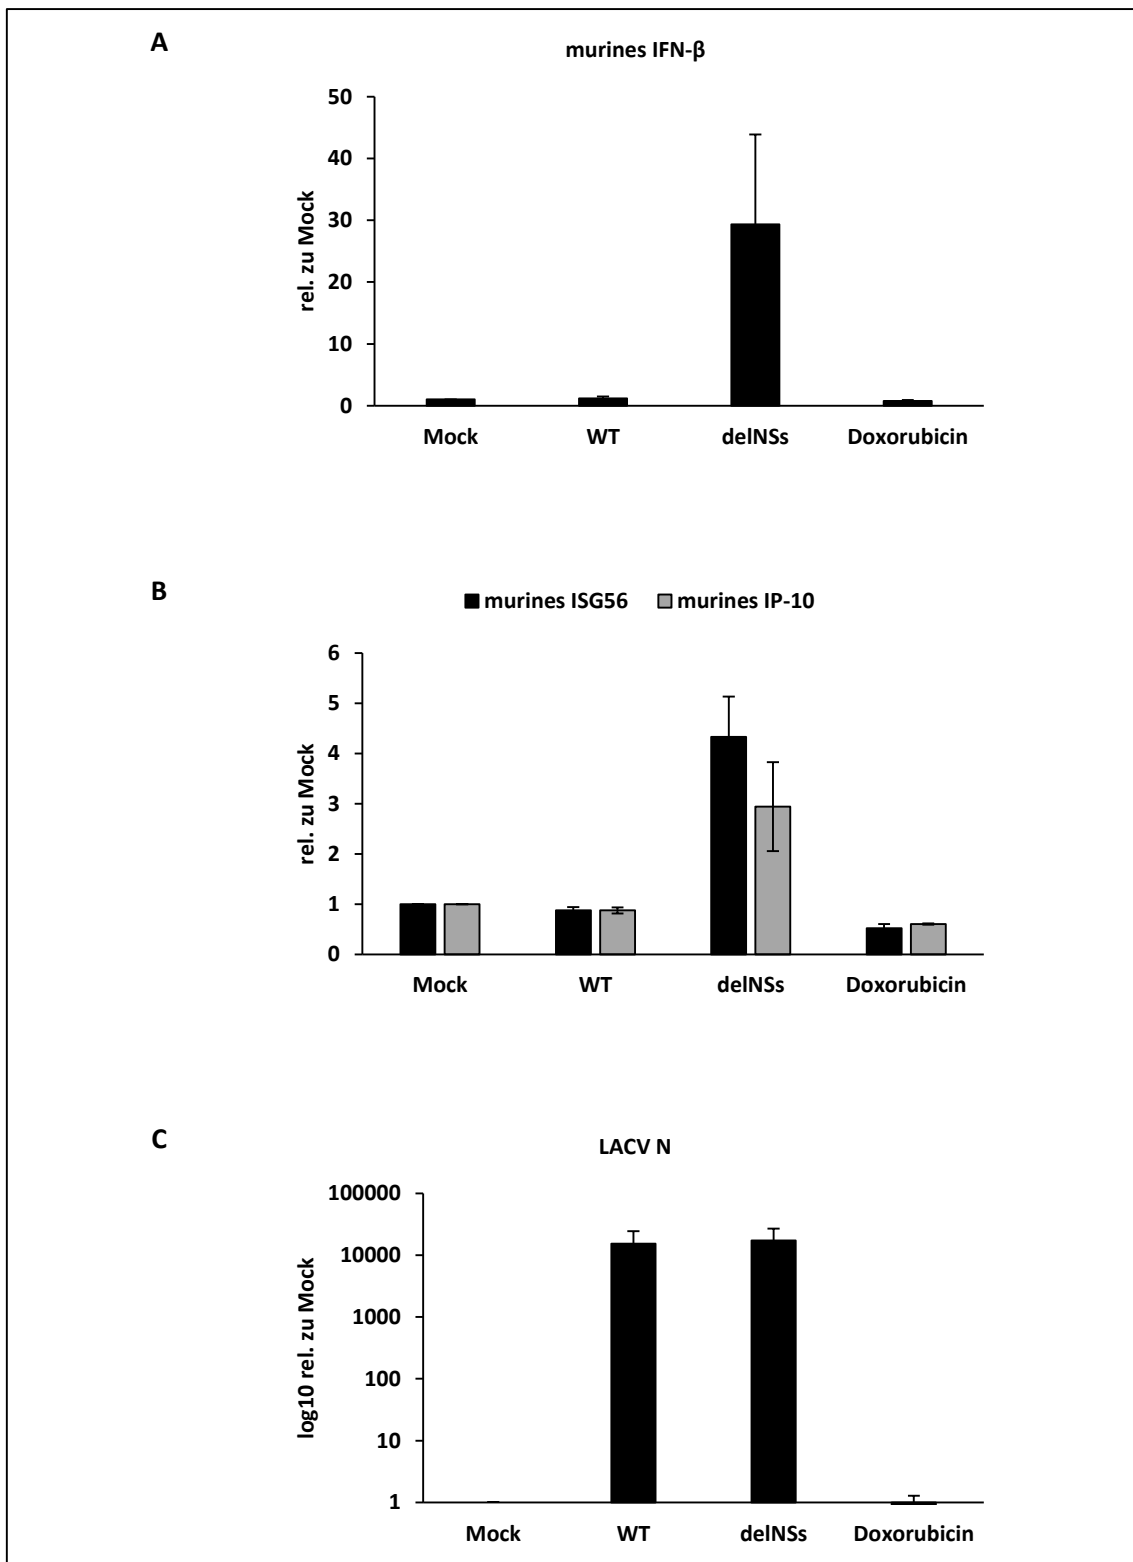 A
murines IFN-β
50
40
30
20
10
0
rel. zu Mock
Mock WT delNSs Doxorubicin
B
murines ISG56 murines IP-10
6
5
4
3
2
1
0
rel. zu Mock
Mock WT delNSs Doxorubicin
C
LACV N
100000
10000
1000
100
10
1
log10 rel. zu Mock
Mock WT delNSs Doxorubicin